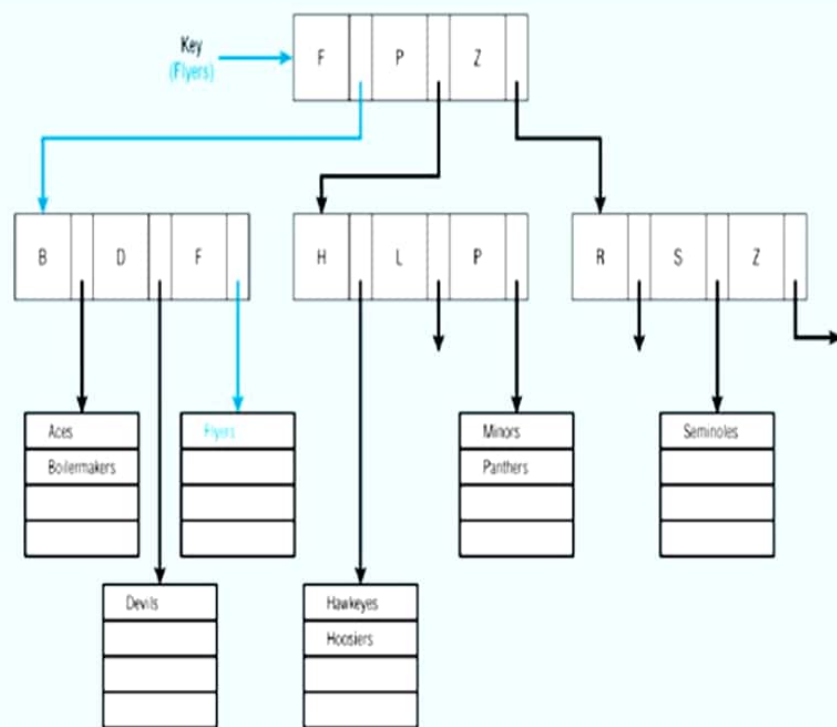 Key
(Flyers)
F P Z
B D F
H L P
R S Z
Aces
Boilermakers
Flyers
Minors
Panthers
Seminoles
Devils
Hawkeyes
Hoosiers